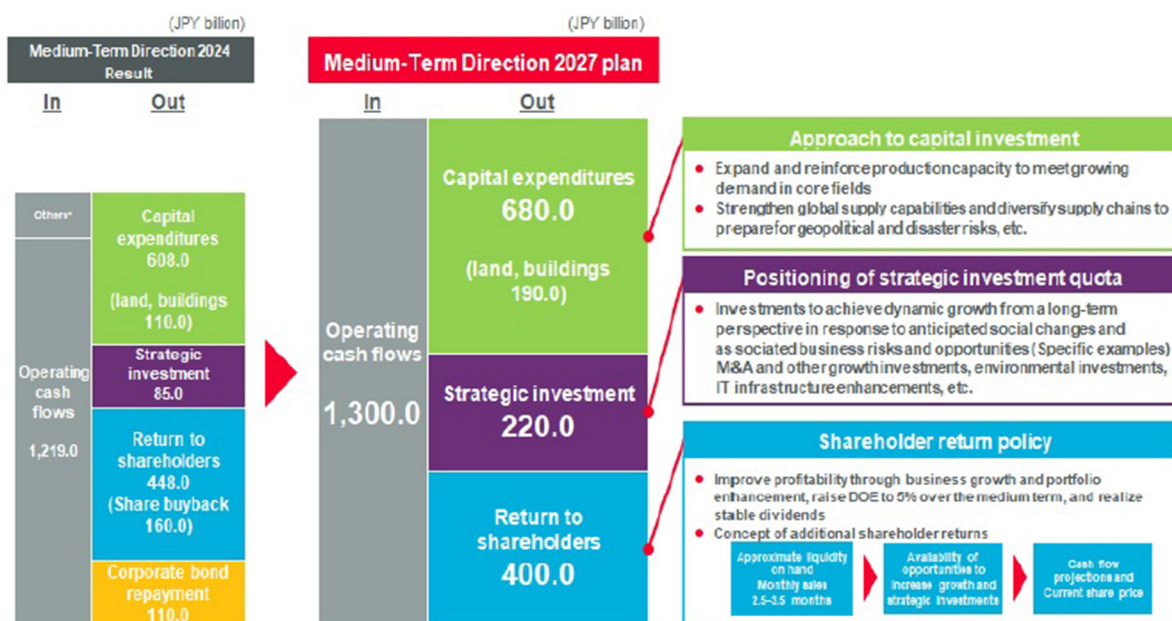 (JPY billion)
Medium-Term Direction 2024
Result
In
Out
Others*
Operating
cash
flows
1,219.0
Capital
expenditures
608.0
(land, buildings
110.0)
Strategic
investment
85.0
Return to
shareholders
448.0
(Share buyback
160.0)
Corporate bond
repayment
110.0
(JPY billion)
Medium-Term Direction 2027 plan
In
Out
Operating
cash flows
1,300.0
Capital expenditures
680.0
(land, buildings
190.0)
Strategic investment
220.0
Return to
shareholders
400.0
Approach to capital investment
• Expand and reinforce production capacity to meet growing
demand in core fields
• Strengthen global supply capabilities and diversify supply chains to
prepare for geopolitical and disaster risks, etc.
Positioning of strategic investment quota
• Investments to achieve dynamic growth from a long-term
perspective in response to anticipated social changes and
associated business risks and opportunities (Specific examples)
M&A and other growth investments, environmental investments,
IT infrastructure enhancements, etc.
Shareholder return policy
• Improve profitability through business growth and portfolio
enhancement, raise DOE to 5% over the medium term, and realize
stable dividends
• Concept of additional shareholder returns
Approximate liquidity
on hand
Monthly sales
2.5–3.5 months
Availability of
opportunities to
increase growth and
strategic investments
Cash flow
projections and
Current share price